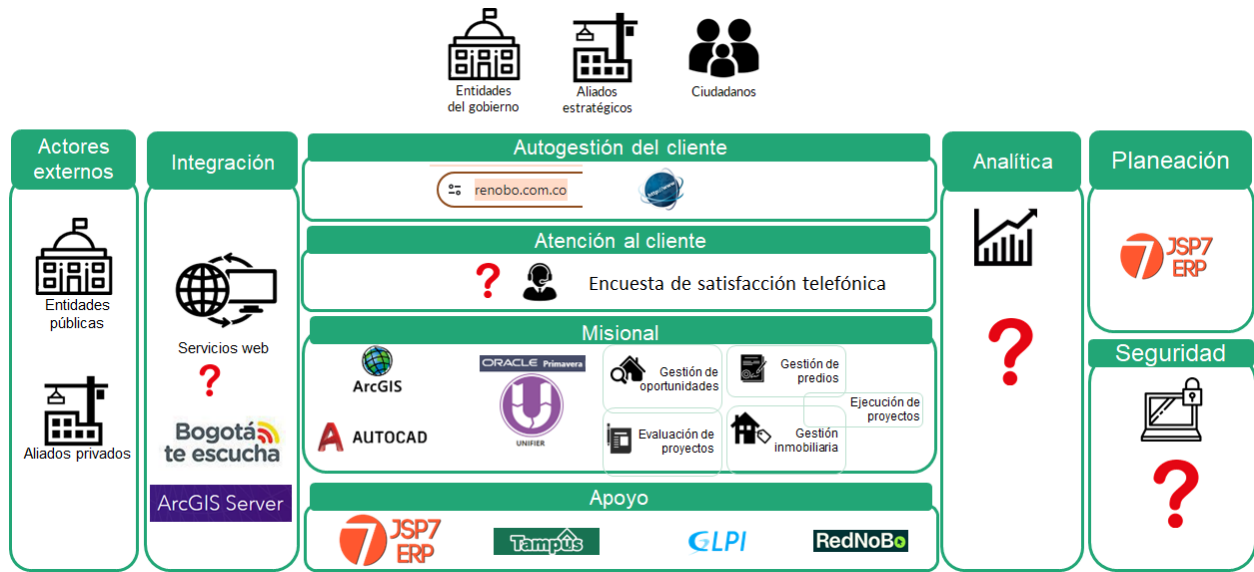 Entidades
del gobierno
Aliados
estratégicos
Ciudadanos
Actores
externos
Entidades
públicas
Aliados privados
Integración
Servicios web
?
Bogotá
te escucha
ArcGIS Server
Autogestión del cliente
renobo.com.co
Atención al cliente
?
Encuesta de satisfacción telefónica
Misional
ArcGIS
AUTOCAD
ORACLE Primavera
UNIFIER
Gestión de
oportunidades
Gestión de
predios
Ejecución de
proyectos
Evaluación de
proyectos
Gestión
inmobiliaria
Apoyo
7 JSP7
ERP
Tampus
GLPI
RedNoBo
Analítica
?
Planeación
7 JSP7
ERP
Seguridad
?